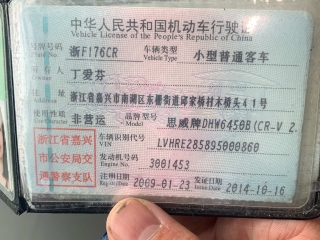 中华人民共和国机动车行驶证
Vehicle License of the People's Republic of China
号牌号码 浙F176CR 车辆类型 Vehicle Type 小型普通客车
所有人 丁爱芬
住址 浙江省嘉兴市南湖区东栅街道邱家桥村木桥头41号
使用性质 非营运 品牌型号 Model 思威牌DHW6450B(CR-V 2
浙江省嘉兴市公安局交通警察支队
车辆识别代号 VIN LVHRE285895000860
发动机号码 Engine No. 3001453
注册日期 Register Date 2009-01-23 发证日期 Issue Date 2014-10-16